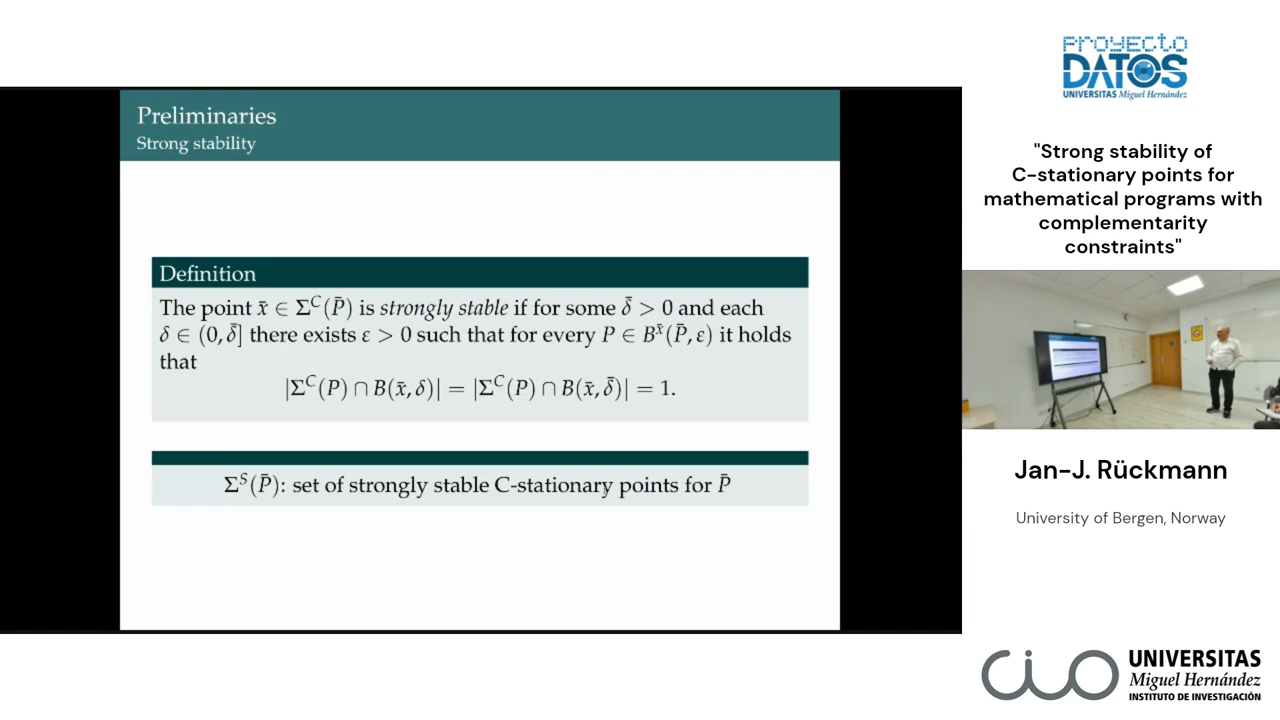 Preliminaries
Strong stability
Definition
The point x̄ ∈ Σ^C(P̄) is strongly stable if for some δ̄ > 0 and each
δ ∈ (0, δ̄] there exists ε > 0 such that for every P ∈ B^x̄(P̄, ε) it holds
that
|Σ^C(P) ∩ B(x̄, δ)| = |Σ^C(P) ∩ B(x̄, δ̄)| = 1.
Σ^S(P̄): set of strongly stable C-stationary points for P̄
PROYECTO
DATOS
UNIVERSITAS Miguel Hernández
"Strong stability of
C-stationary points for
mathematical programs with
complementarity
constraints"
Jan-J. Rückmann
University of Bergen, Norway
CIO
UNIVERSITAS
Miguel Hernández
INSTITUTO DE INVESTIGACIÓN